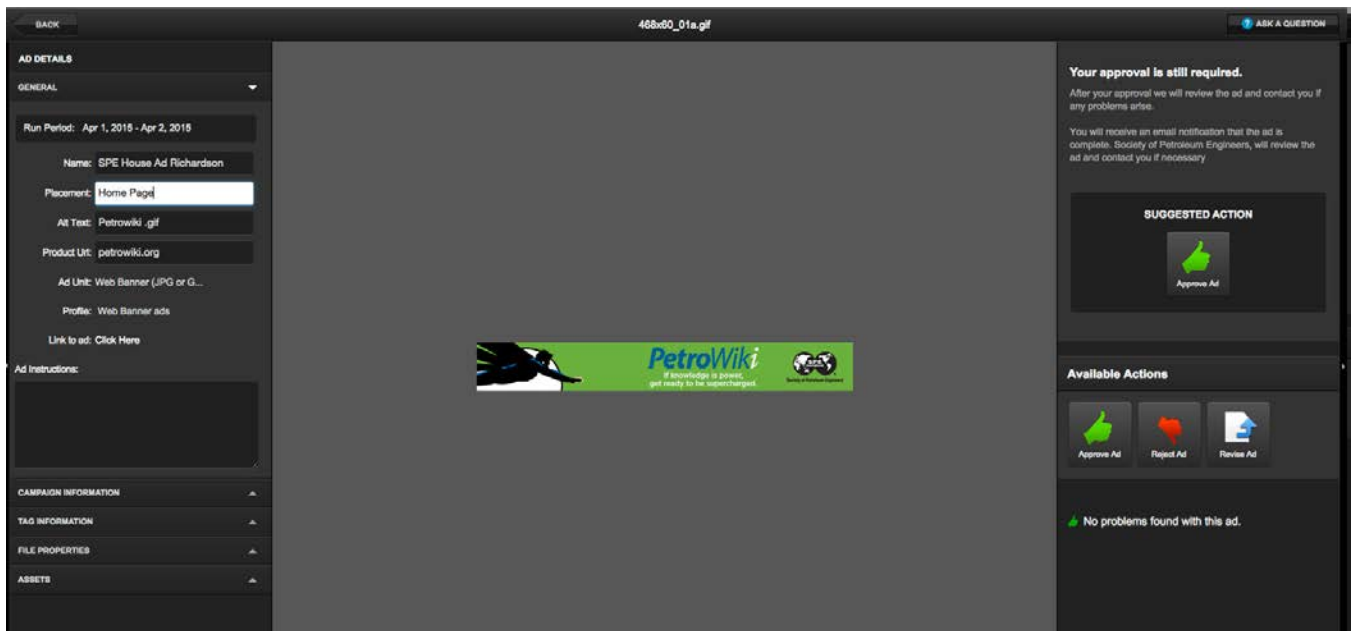 BACK
468x60_01a.gif
ASK A QUESTION
AD DETAILS
GENERAL
Run Period: Apr 1, 2015 - Apr 2, 2015
Name: SPE House Ad Richardson
Placement: Home Page
Alt Text: Petrowiki .gif
Product Url: petrowiki.org
Ad Unit: Web Banner (JPG or G...
Profile: Web Banner ads
Link to ad: Click Here
Ad Instructions:
CAMPAIGN INFORMATION
TAG INFORMATION
FILE PROPERTIES
ASSETS
PetroWiki
If knowledge is power,
get ready to be supercharged.
SPE
Society of Petroleum Engineers
Your approval is still required.
After your approval we will review the ad and contact you if
any problems arise.
You will receive an email notification that the ad is
complete. Society of Petroleum Engineers, will review the
ad and contact you if necessary
SUGGESTED ACTION
Approve Ad
Available Actions
Approve Ad
Reject Ad
Revise Ad
No problems found with this ad.